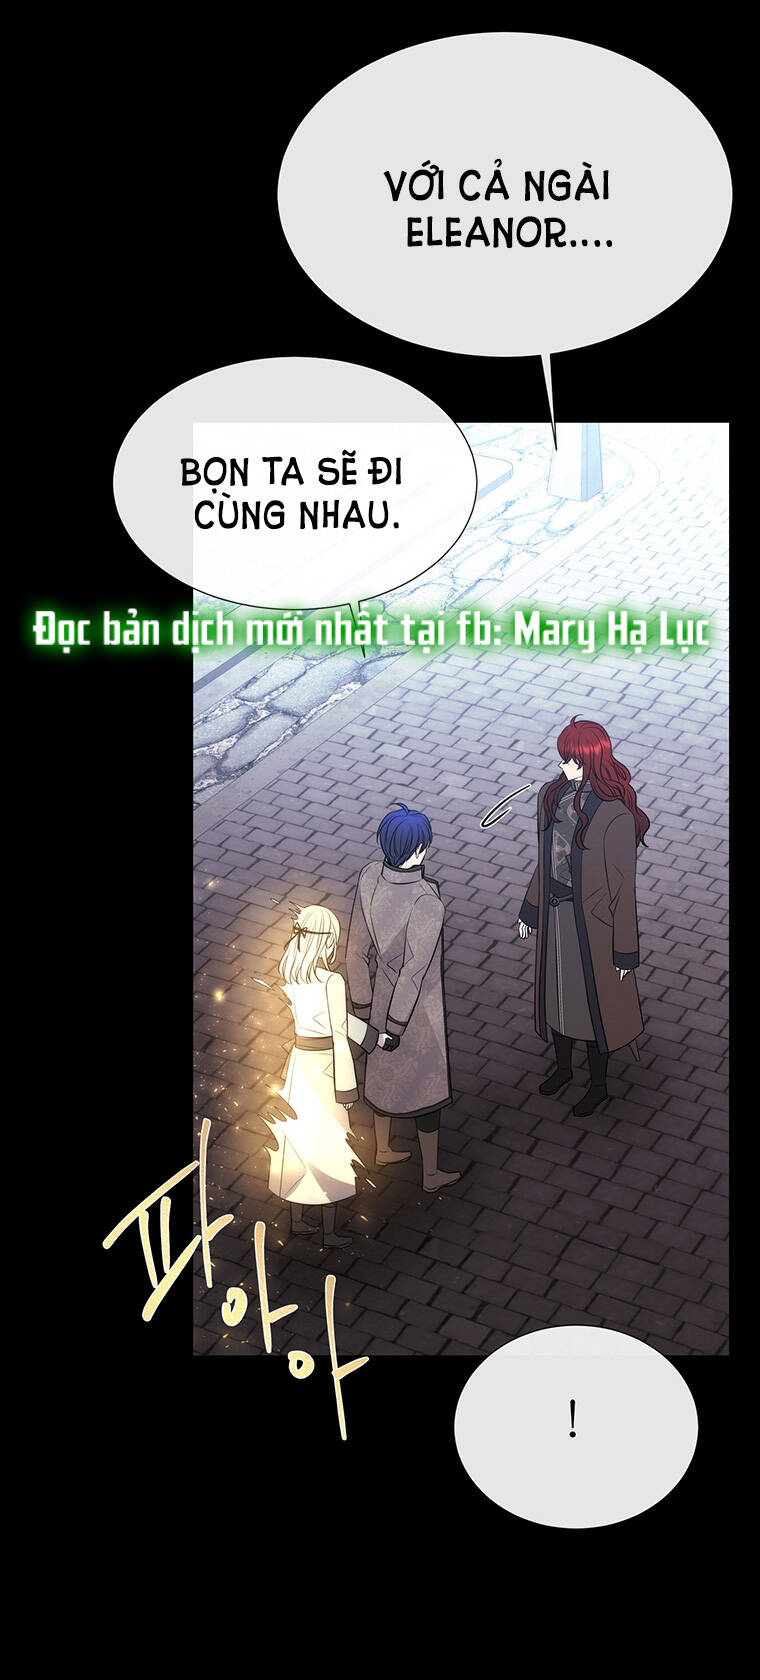 VỚI CẢ NGÀI
ELEANOR....
BỌN TA SẼ ĐI
CÙNG NHAU.
Đọc bản dịch mới nhất tại fb: Mary Hạ Lục
파아아
!